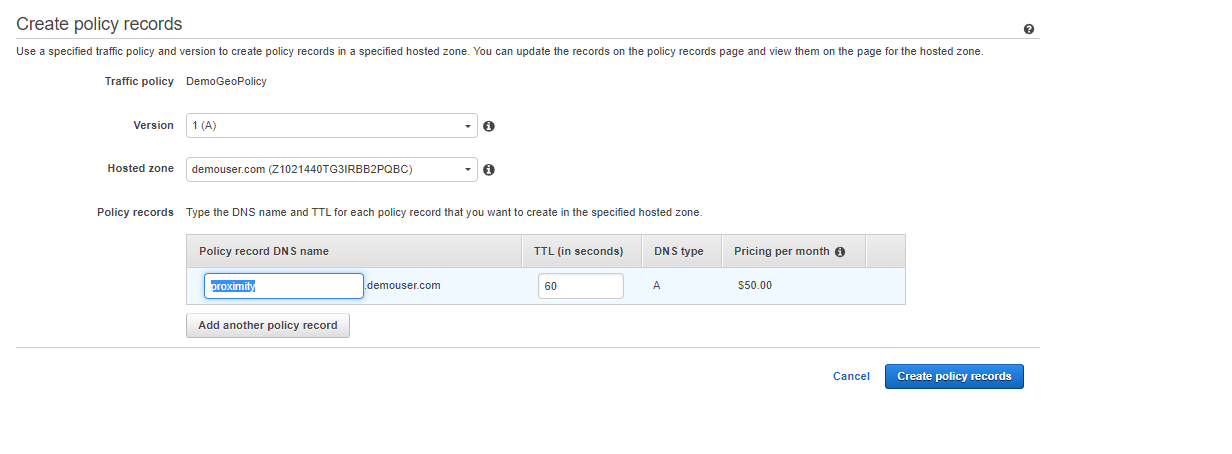 Create policy records
Use a specified traffic policy and version to create policy records in a specified hosted zone. You can update the records on the policy records page and view them on the page for the hosted zone.
Traffic policy DemoGeoPolicy
Version 1 (A)
Hosted zone demouser.com (Z1021440TG3IRBB2PQBC)
Policy records Type the DNS name and TTL for each policy record that you want to create in the specified hosted zone.
Policy record DNS name TTL (in seconds) DNS type Pricing per month
proximity .demouser.com 60 A $50.00
Add another policy record
Cancel Create policy records